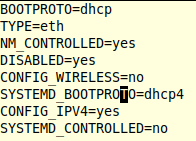 BOOTPROTO=dhcp
TYPE=eth
NM_CONTROLLED=yes
DISABLED=yes
CONFIG_WIRELESS=no
SYSTEMD_BOOTPROTO=dhcp4
CONFIG_IPV4=yes
SYSTEMD_CONTROLLED=no